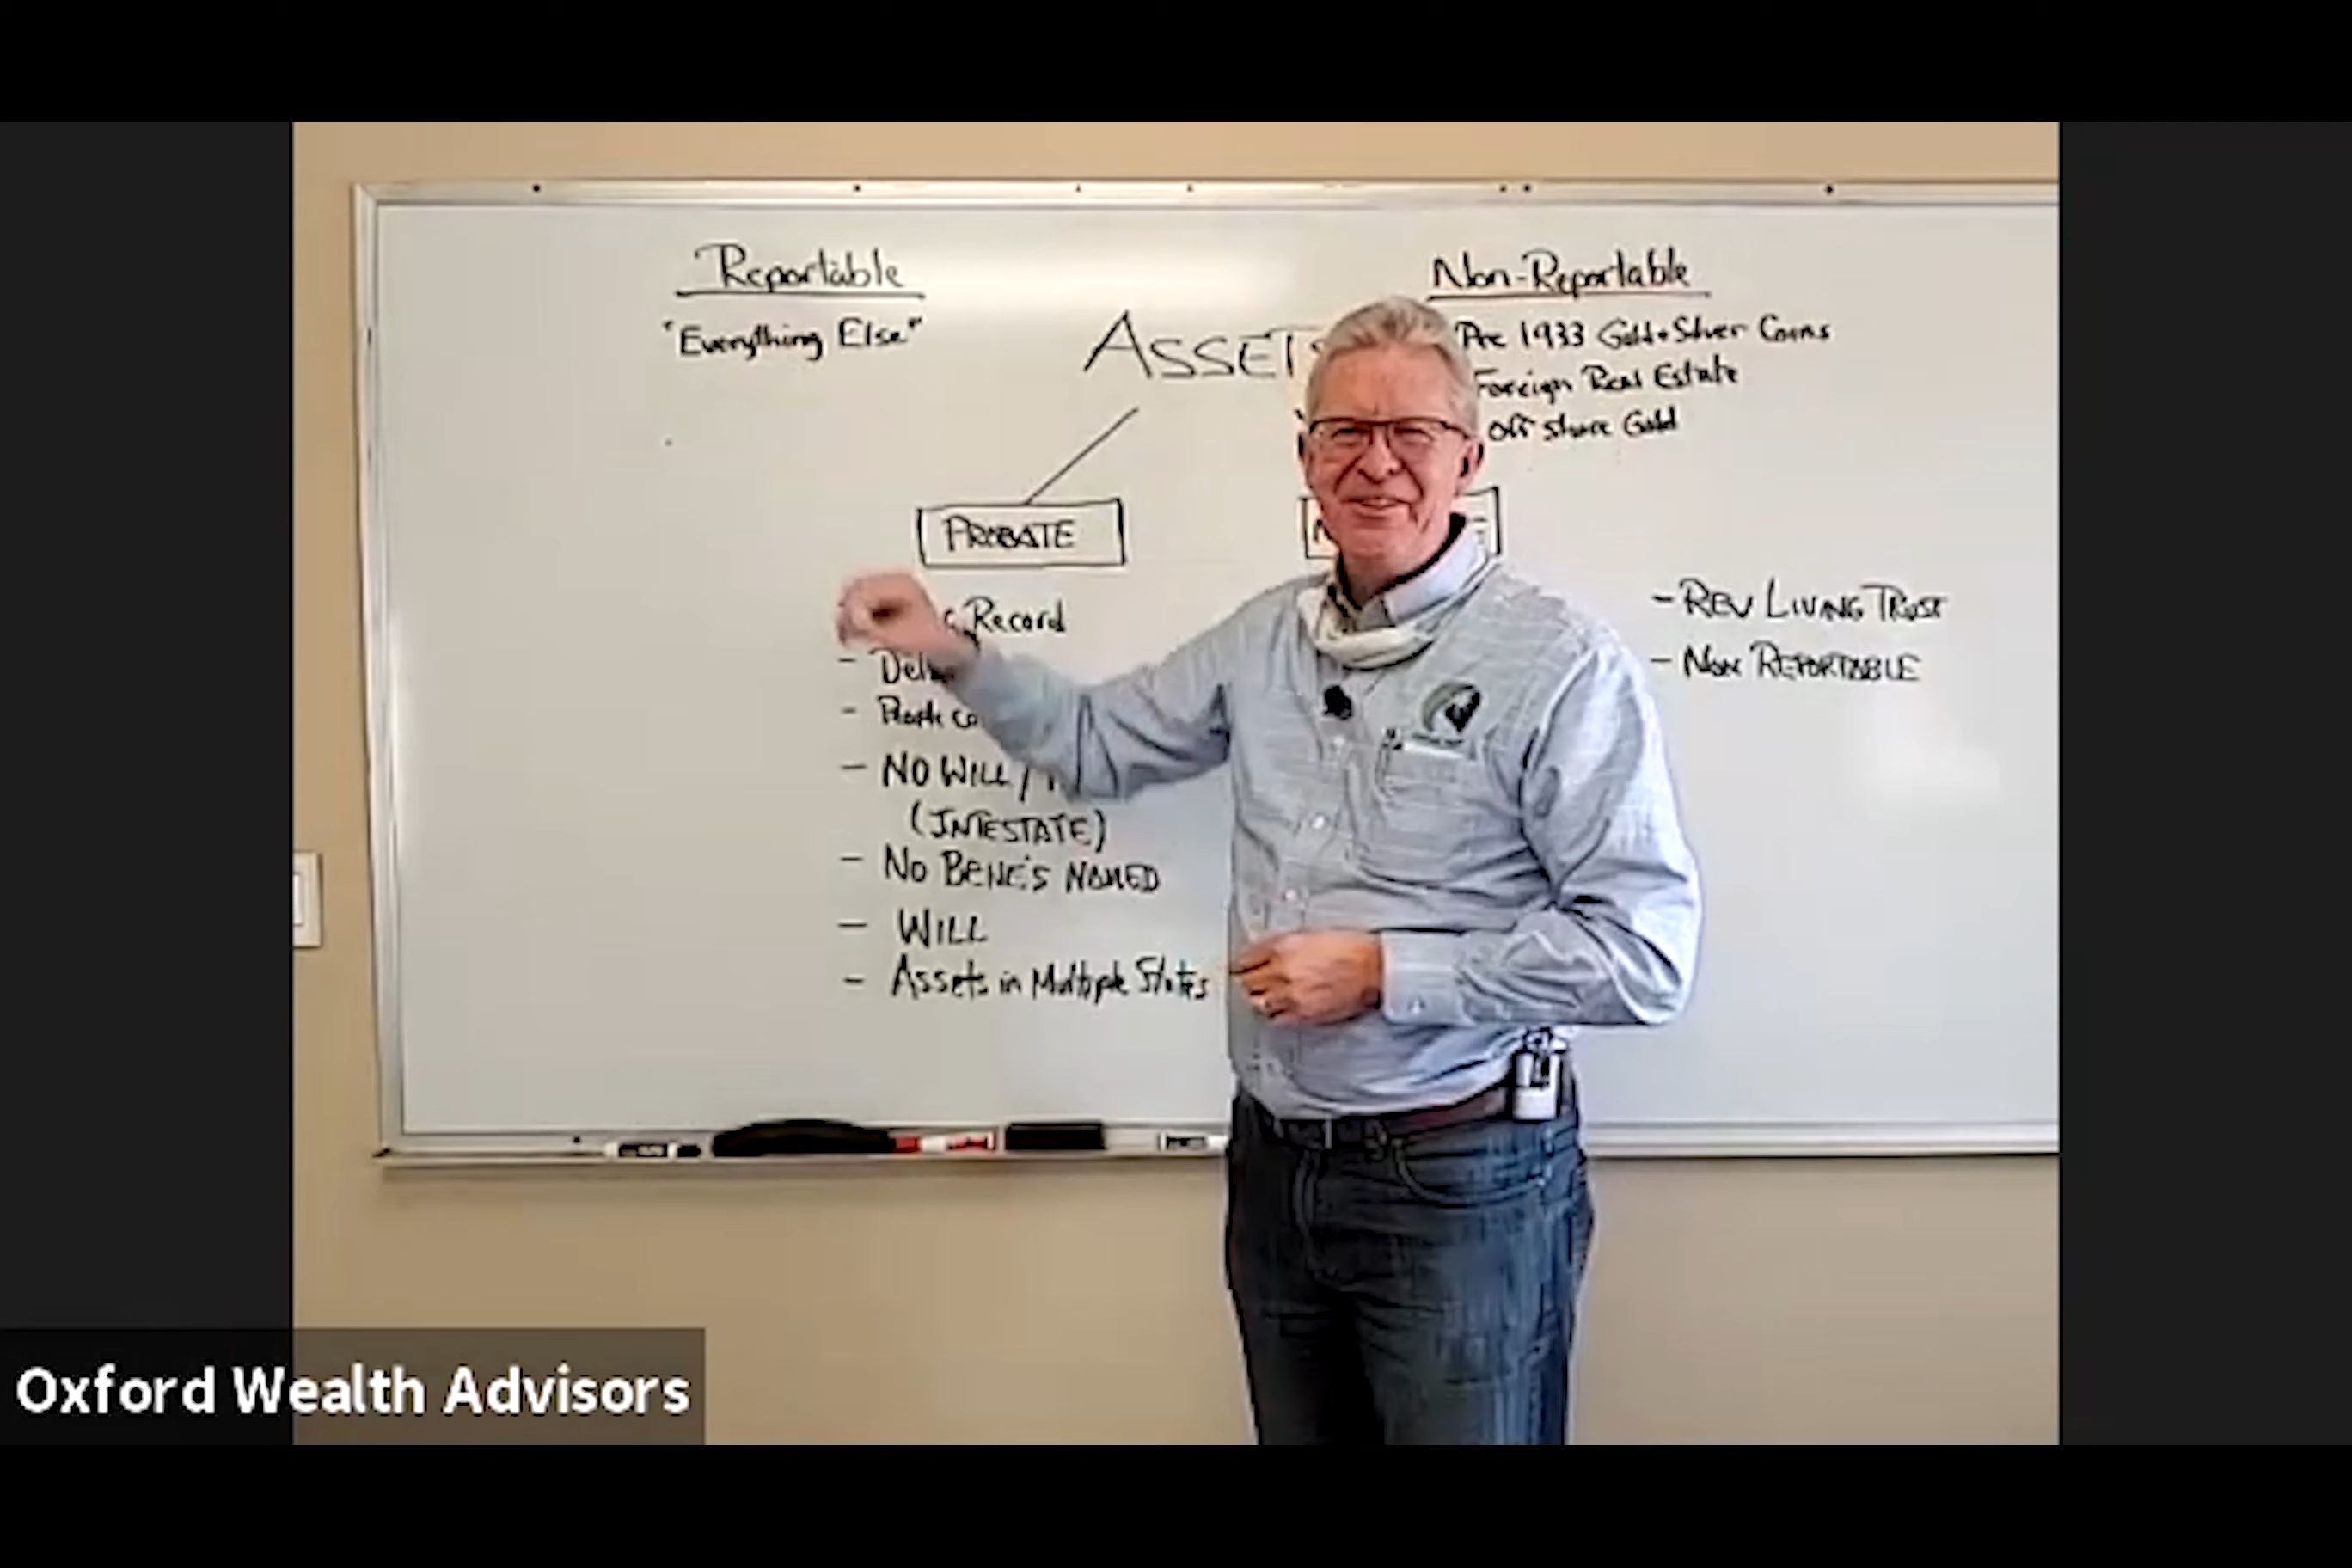 Reportable
"Everything Else"
Non-Reportable
Pre 1933 Gold + Silver Coins
Foreign Real Estate
Off Shore Gold
ASSETS
PROBATE
Record
- NO WILL /
(INTESTATE)
- NO BENE'S NAMED
- WILL
- Assets in Multiple States
- REV LIVING TRUST
- NON REPORTABLE
Oxford Wealth Advisors